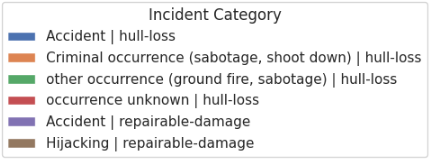 Incident Category
Accident | hull-loss
Criminal occurrence (sabotage, shoot down) | hull-loss
other occurrence (ground fire, sabotage) | hull-loss
occurrence unknown | hull-loss
Accident | repairable-damage
Hijacking | repairable-damage